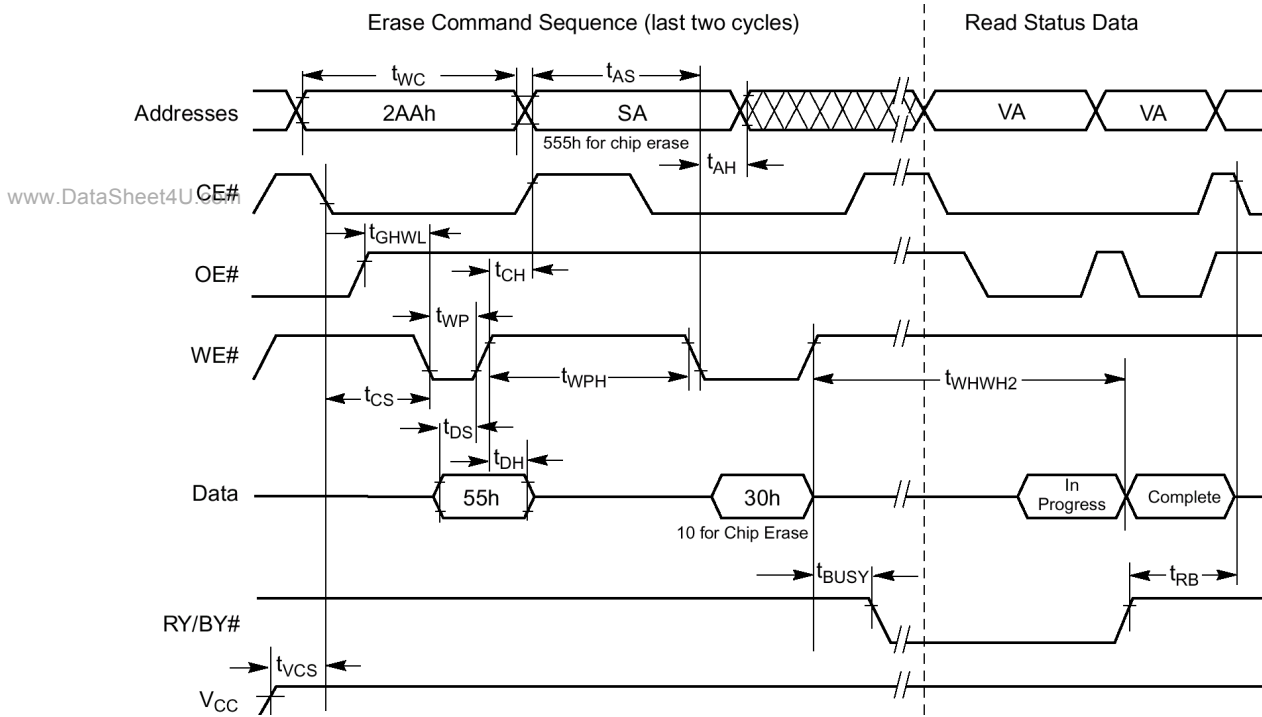 Erase Command Sequence (last two cycles)
Read Status Data
tWC
tAS
Addresses
2AAh
SA
VA
VA
555h for chip erase
tAH
www.DataSheet4U.com
CE#
tGHWL
OE#
tCH
tWP
WE#
tWPH
tWHWH2
tCS
tDS
tDH
Data
55h
30h
In
Progress
Complete
10 for Chip Erase
tBUSY
tRB
RY/BY#
tVCS
VCC